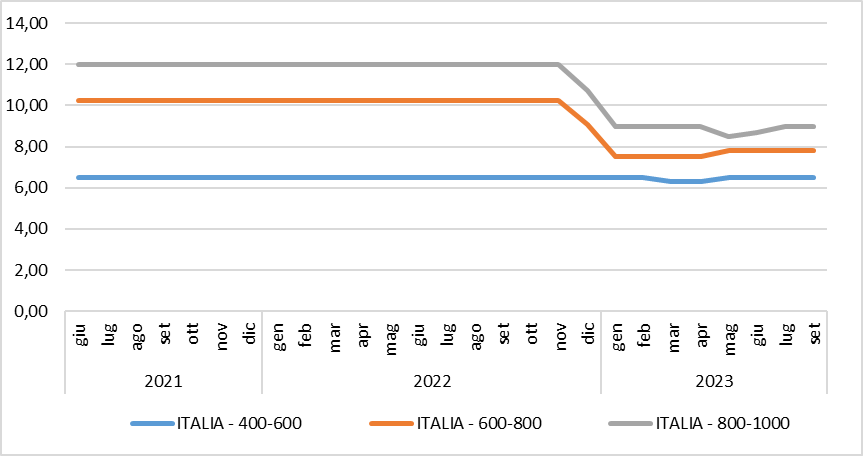 14,00
12,00
10,00
8,00
6,00
4,00
2,00
0,00
giu lug ago set ott nov dic gen feb mar apr mag giu lug ago set ott nov dic gen feb mar apr mag giu lug set
2021 2022 2023
ITALIA - 400-600 ITALIA - 600-800 ITALIA - 800-1000